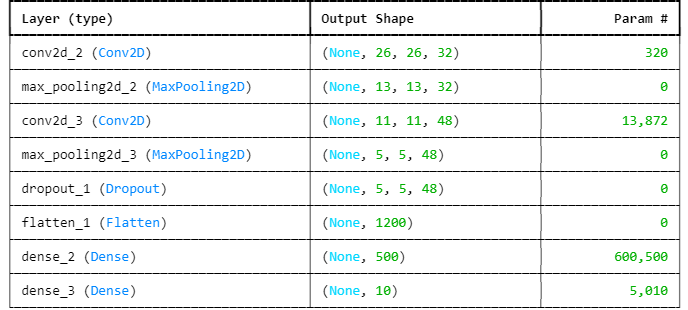 Layer (type) Output Shape Param #
conv2d_2 (Conv2D) (None, 26, 26, 32) 320
max_pooling2d_2 (MaxPooling2D) (None, 13, 13, 32) 0
conv2d_3 (Conv2D) (None, 11, 11, 48) 13,872
max_pooling2d_3 (MaxPooling2D) (None, 5, 5, 48) 0
dropout_1 (Dropout) (None, 5, 5, 48) 0
flatten_1 (Flatten) (None, 1200) 0
dense_2 (Dense) (None, 500) 600,500
dense_3 (Dense) (None, 10) 5,010